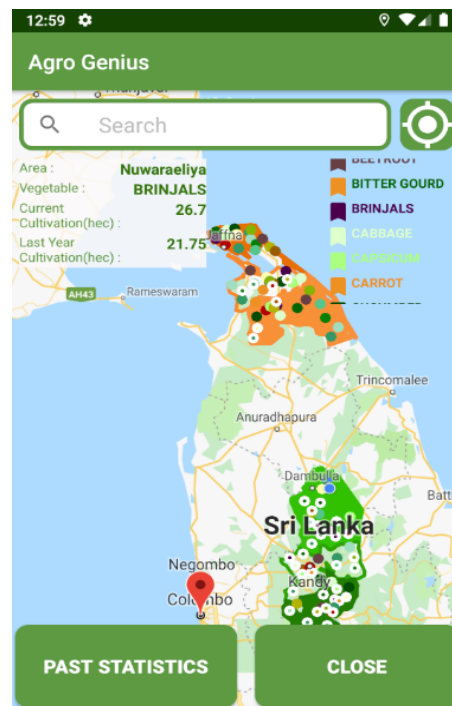 12:59
Agro Genius
Search
Area : Nuwaraeliya
Vegetable : BRINJALS
Current 26.7
Cultivation(hec) :
Last Year 21.75
Cultivation(hec) :
BEETROOT
BITTER GOURD
BRINJALS
CABBAGE
CAPSICUM
CARROT
Jaffna
AH43
Rameswaram
Trincomalee
Anuradhapura
Dambulla
Batt
Sri Lanka
Negombo
Kandy
Colombo
PAST STATISTICS
CLOSE